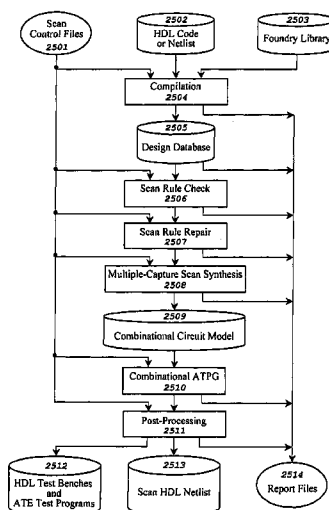 Scan
Control Files
2501
2502
HDL Code
or Netlist
2503
Foundry Library
Compilation
2504
2505
Design Database
Scan Rule Check
2506
Scan Rule Repair
2507
Multiple-Capture Scan Synthesis
2508
2509
Combinational Circuit Model
Combinational ATPG
2510
Post-Processing
2511
2512
HDL Test Benches
and
ATE Test Programs
2513
Scan HDL Netlist
2514
Report Files